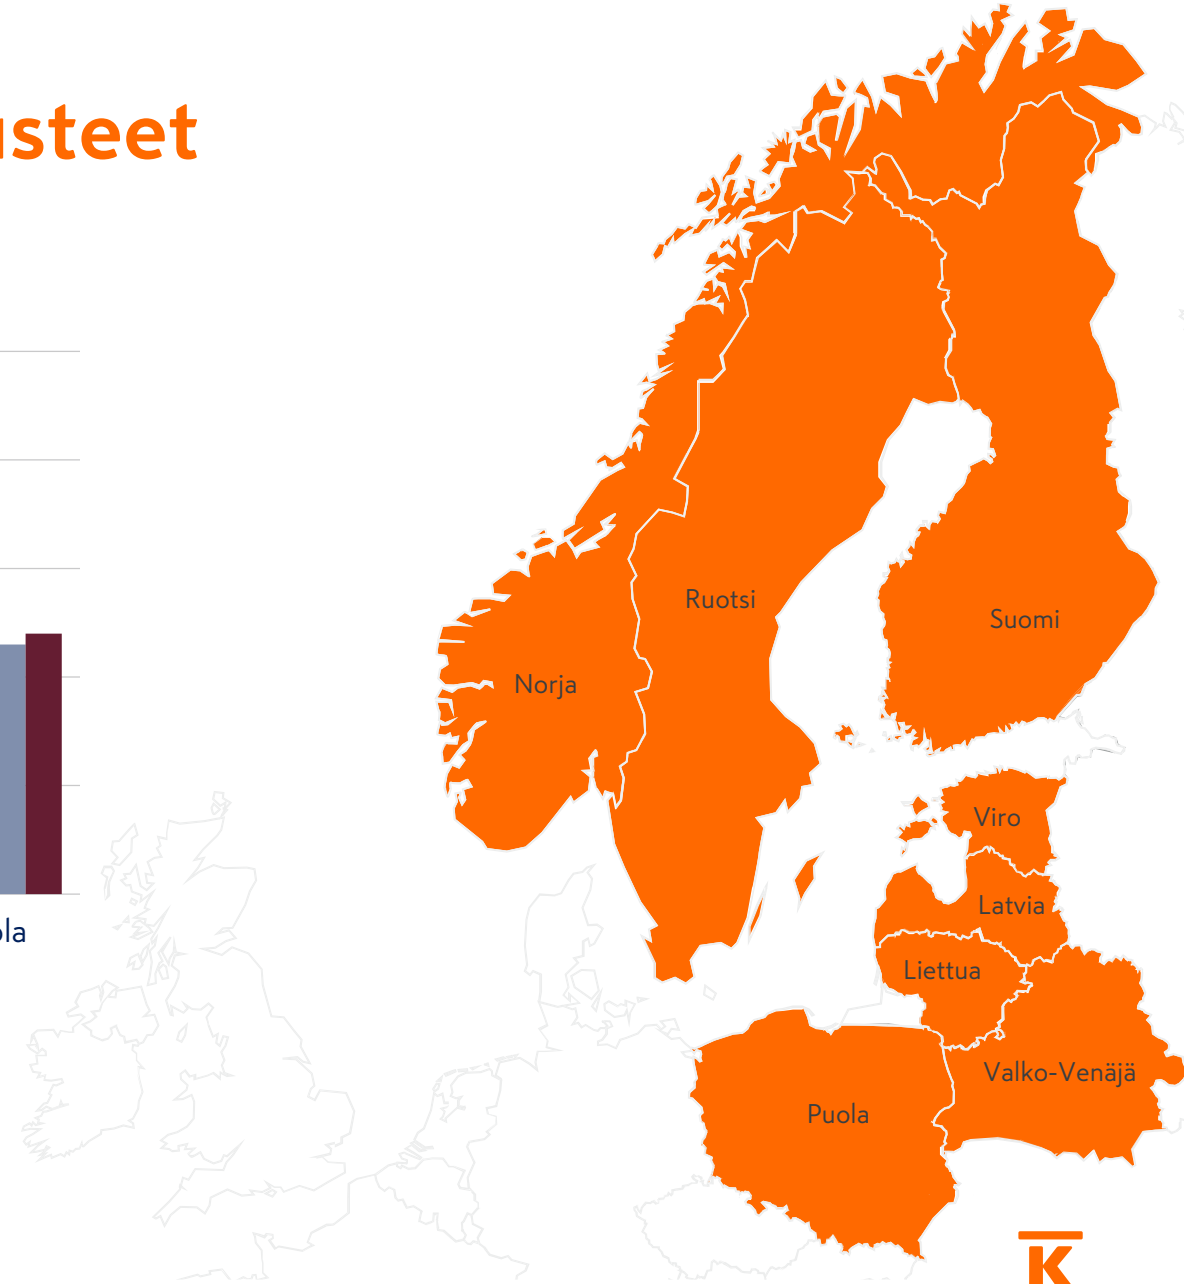 usteet
Ruotsi
Suomi
Norja
Viro
Latvia
ola
Liettua
Valko-Venäjä
Puola
K